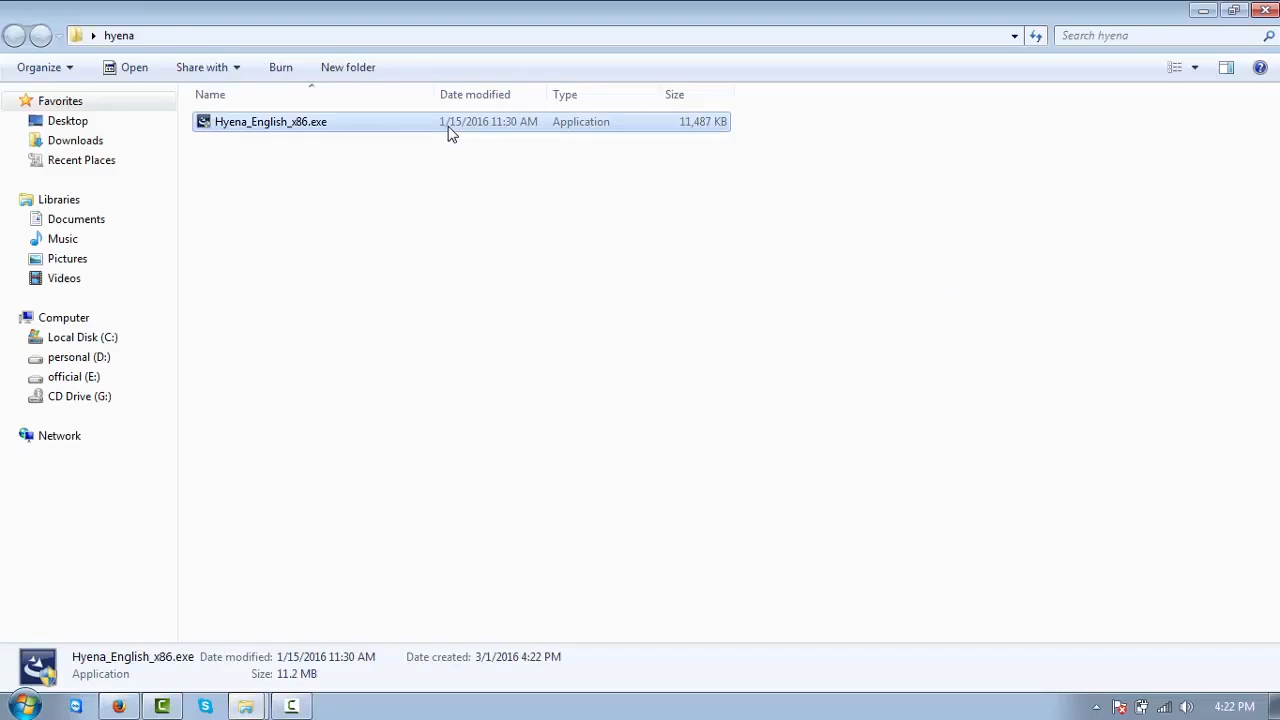 hyena
Search hyena
Organize Open Share with Burn New folder
Name Date modified Type Size
Hyena_English_x86.exe 1/15/2016 11:30 AM Application 11,487 KB
Favorites
Desktop
Downloads
Recent Places
Libraries
Documents
Music
Pictures
Videos
Computer
Local Disk (C:)
personal (D:)
official (E:)
CD Drive (G:)
Network
Hyena_English_x86.exe Date modified: 1/15/2016 11:30 AM Date created: 3/1/2016 4:22 PM
Application Size: 11.2 MB
4:22 PM